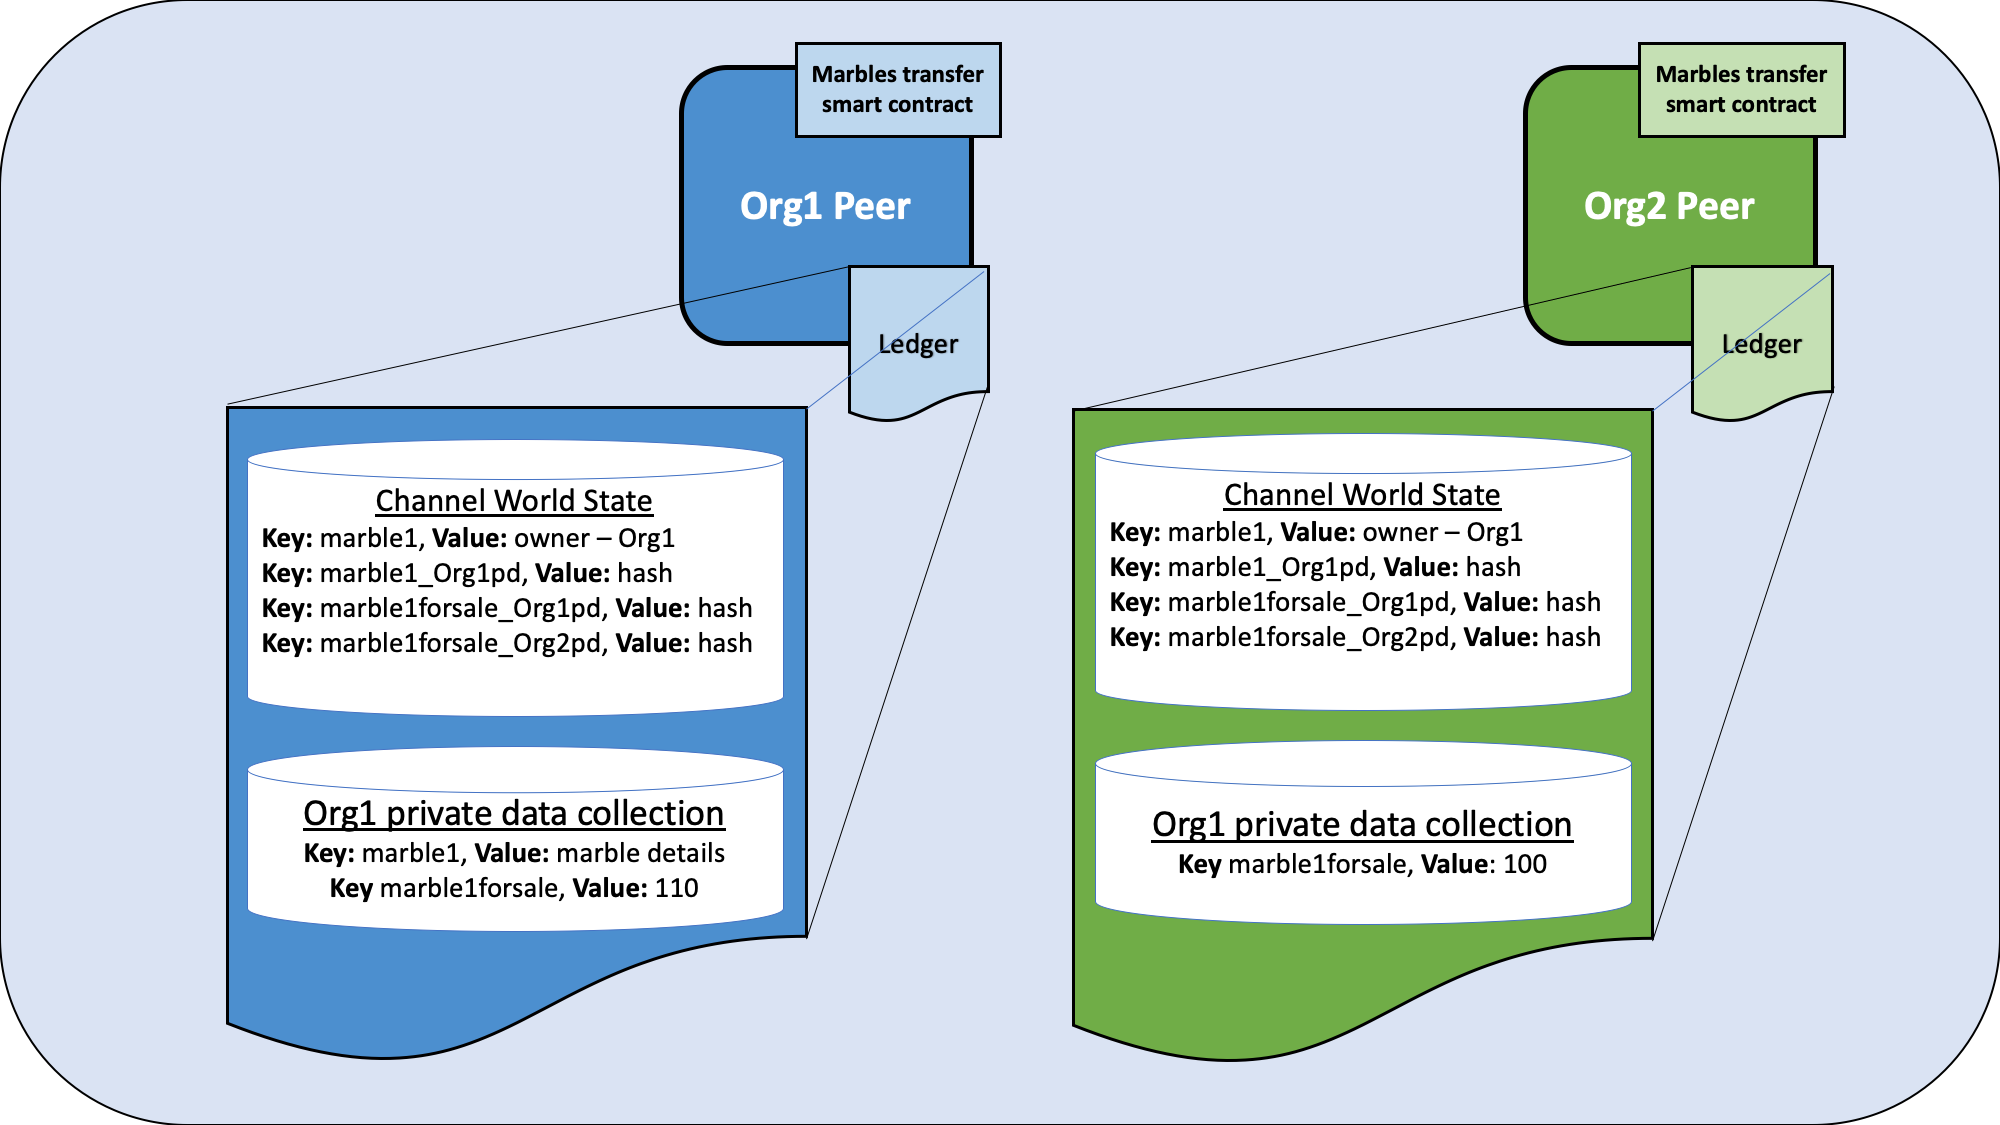 Marbles transfer
smart contract
Org1 Peer
Ledger
Channel World State
Key: marble1, Value: owner – Org1
Key: marble1_Org1pd, Value: hash
Key: marble1forsale_Org1pd, Value: hash
Key: marble1forsale_Org2pd, Value: hash
Org1 private data collection
Key: marble1, Value: marble details
Key marble1forsale, Value: 110
Marbles transfer
smart contract
Org2 Peer
Ledger
Channel World State
Key: marble1, Value: owner – Org1
Key: marble1_Org1pd, Value: hash
Key: marble1forsale_Org1pd, Value: hash
Key: marble1forsale_Org2pd, Value: hash
Org1 private data collection
Key marble1forsale, Value: 100